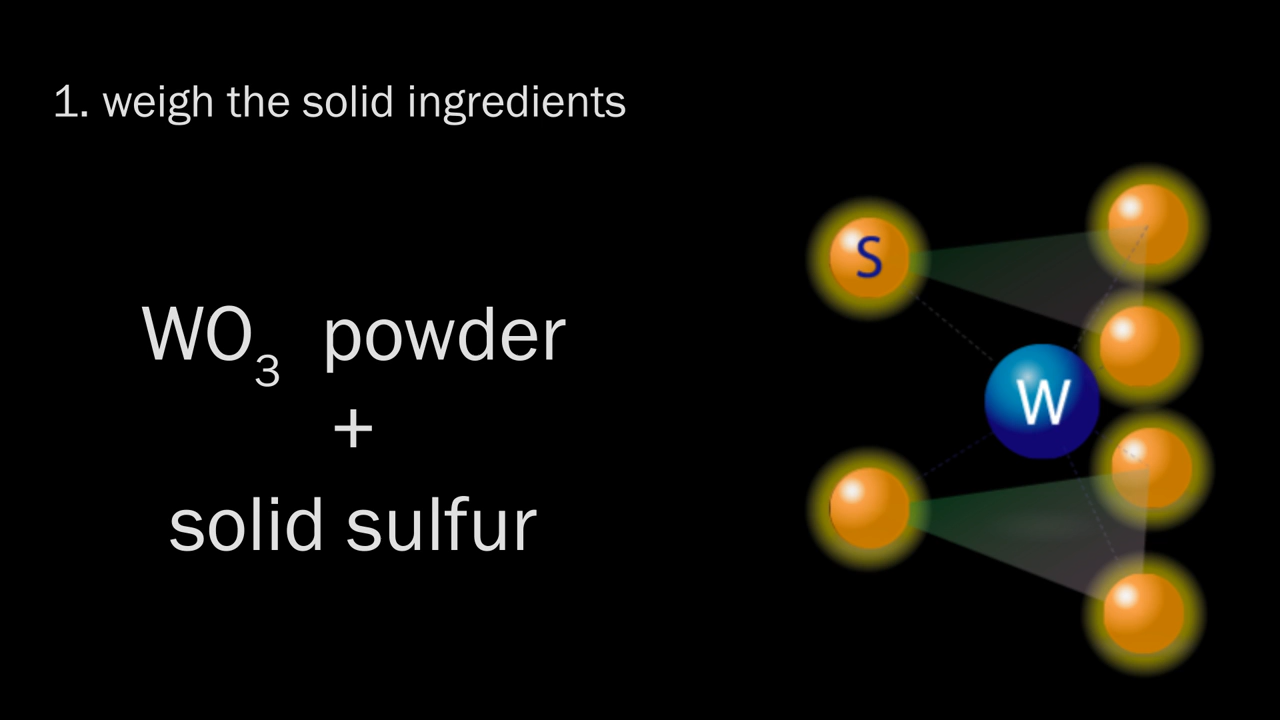 1. weigh the solid ingredients
WO₃ powder
+
solid sulfur
S
W